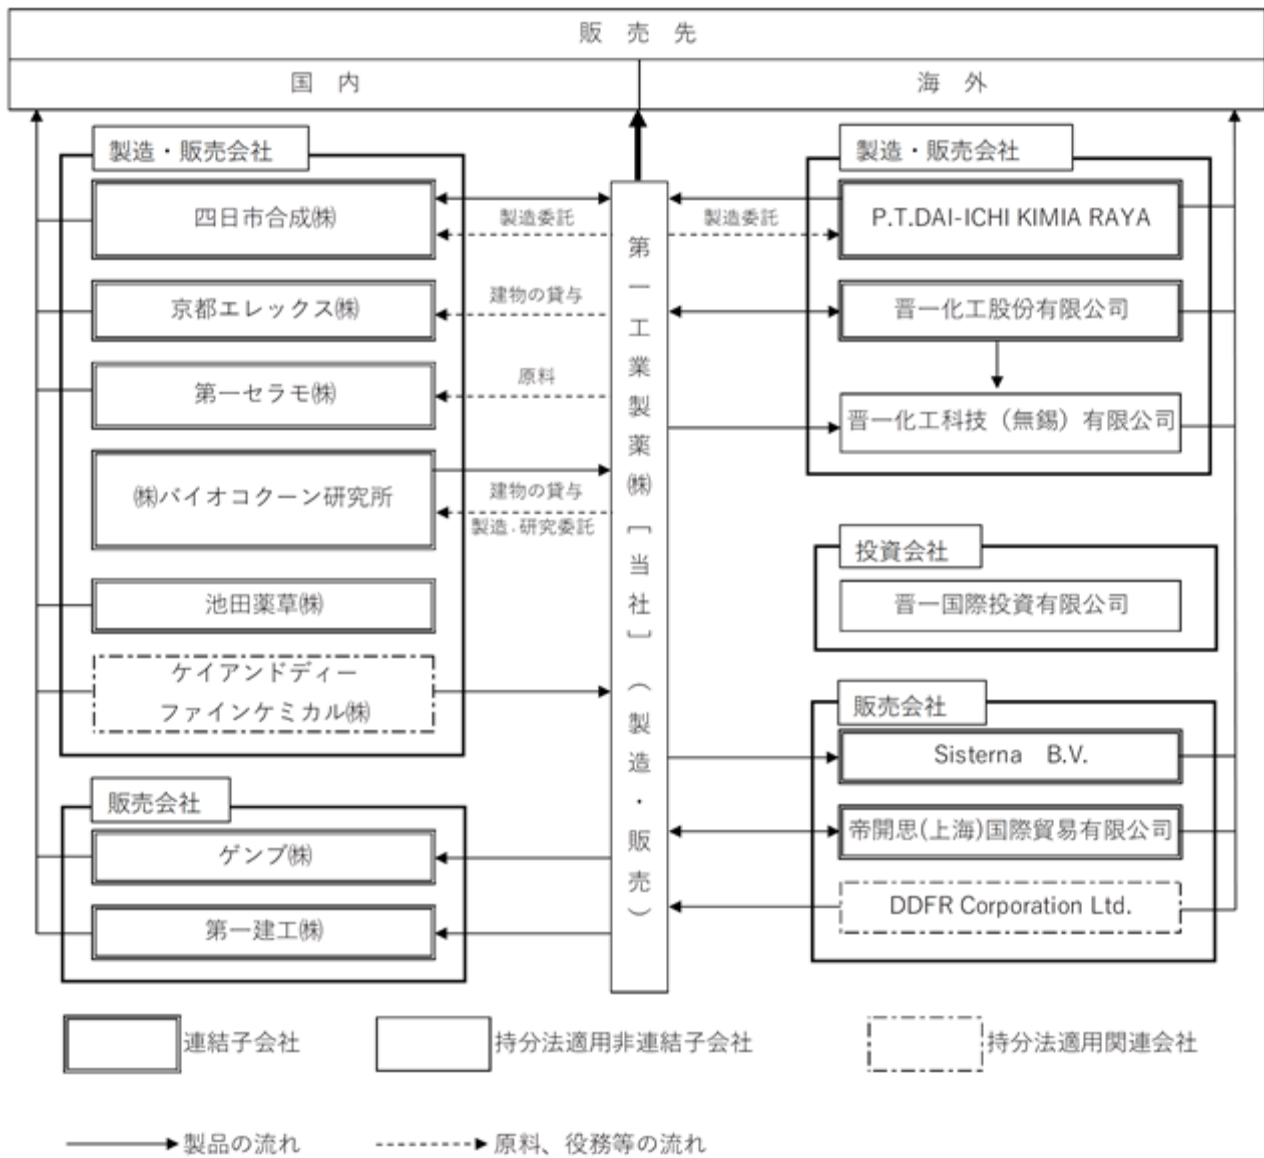 販 売 先
国 内
海 外
製造・販売会社
四日市合成㈱
京都エレックス㈱
第一セラモ㈱
㈱バイオコクーン研究所
池田薬草㈱
ケイアンドディー
ファインケミカル㈱
販売会社
ゲンブ㈱
第一建工㈱
製造委託
建物の貸与
原料
建物の貸与
製造.研究委託
第一工業製薬㈱［当社］（製造・販売）
製造委託
製造・販売会社
P.T.DAI-ICHI KIMIA RAYA
晋一化工股份有限公司
晋一化工科技（無錫）有限公司
投資会社
晋一国際投資有限公司
販売会社
Sisterna B.V.
帝開思(上海)国際貿易有限公司
DDFR Corporation Ltd.
連結子会社
持分法適用非連結子会社
持分法適用関連会社
製品の流れ
原料、役務等の流れ